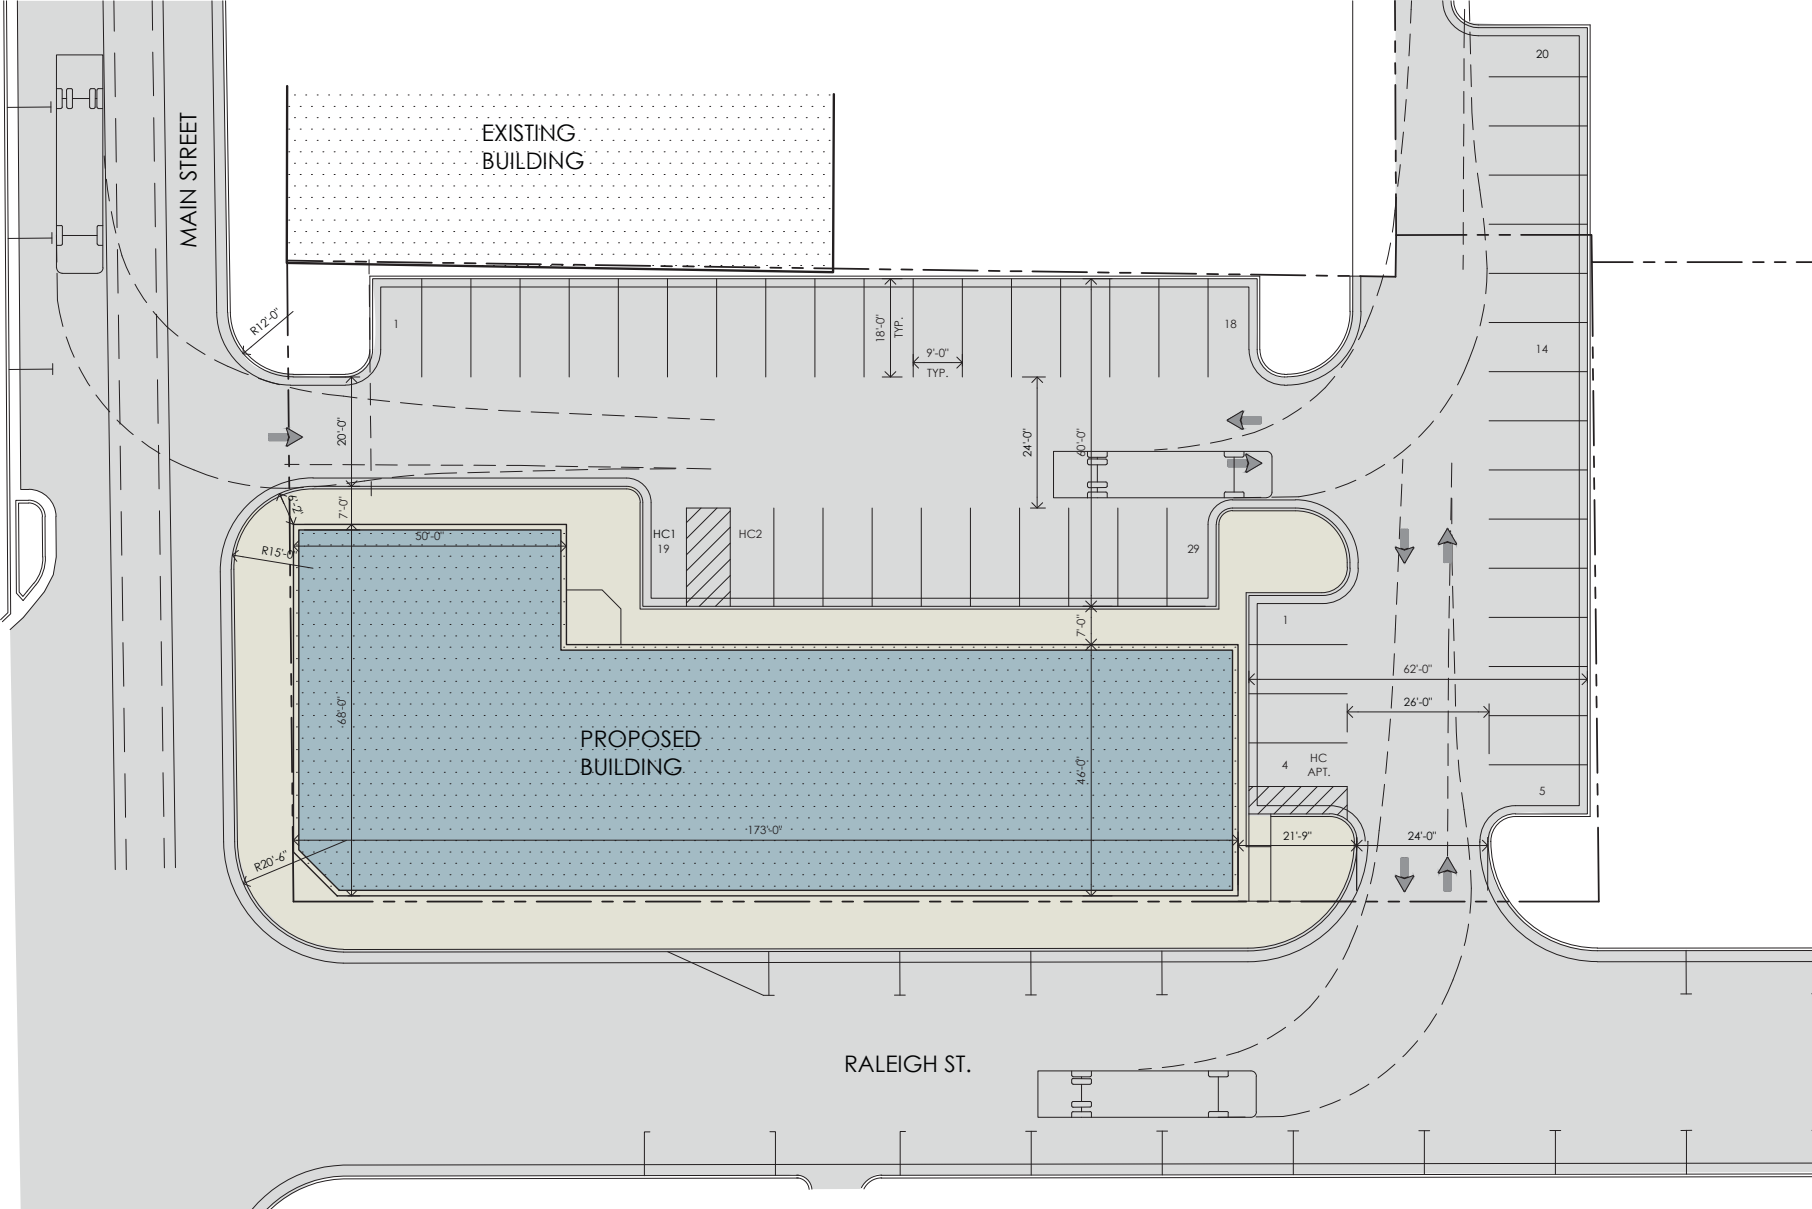 20
MAIN STREET
EXISTING
BUILDING
R12'-0"
1
18'-0"
TYP.
9'-0"
TYP.
18
14
20'-0"
24'-0"
60'-0"
7'-0"
R15'-0"
50'-0"
HC1
19
HC2
29
1
7'-0"
62'-0"
26'-0"
68'-0"
PROPOSED
BUILDING
46'-0"
4
HC
APT.
5
173'-0"
21'-9"
24'-0"
R20'-6"
RALEIGH ST.